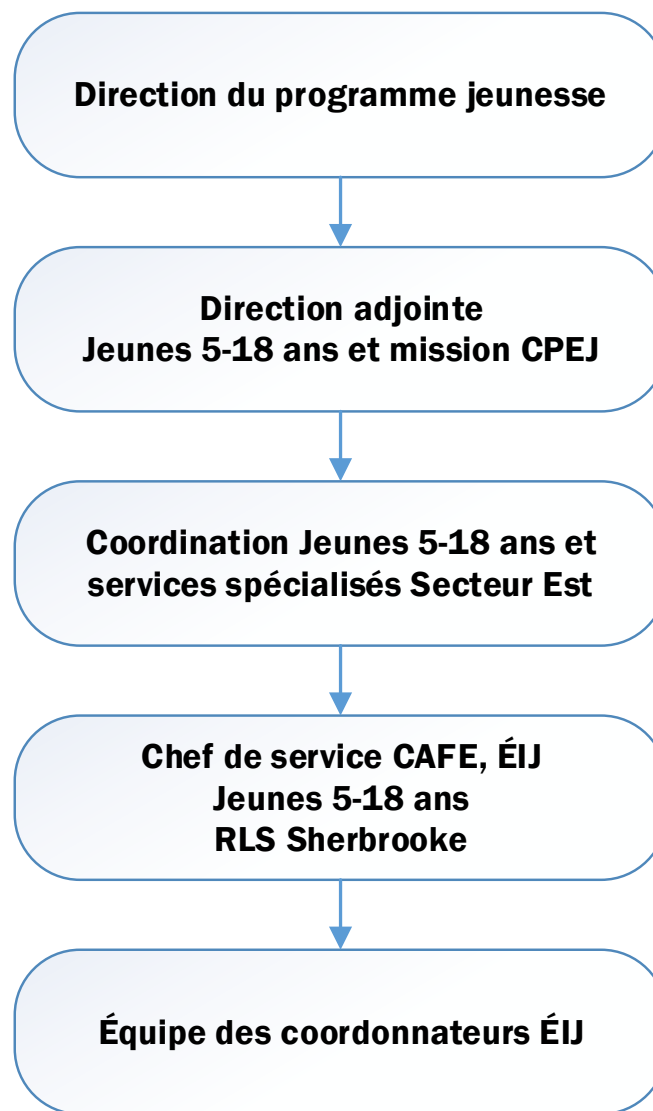 Direction du programme jeunesse
Direction adjointe
Jeunes 5-18 ans et mission CPEJ
Coordination Jeunes 5-18 ans et
services spécialisés Secteur Est
Chef de service CAFE, ÉIJ
Jeunes 5-18 ans
RLS Sherbrooke
Équipe des coordonnateurs ÉIJ